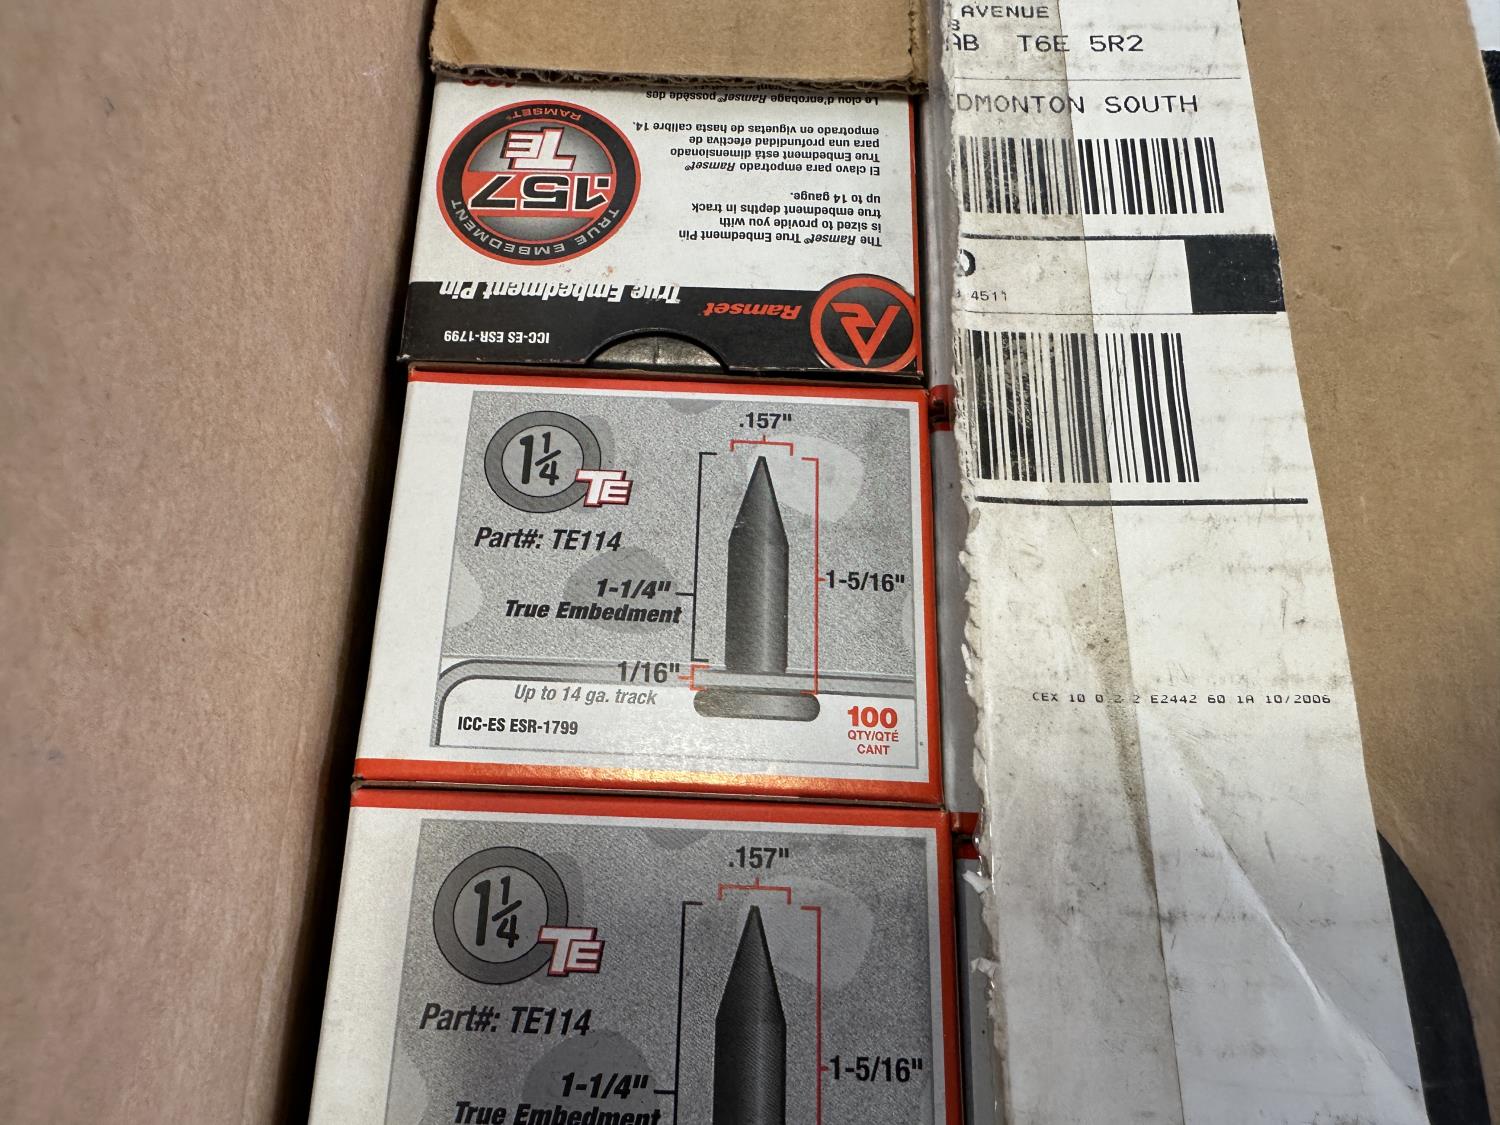 AVENUE
AB T6E 5R2
DMONTON SOUTH
4511
CEX 10 0 2 2 E2442 60 1A 10/2006
ICC-ES ESR-1799
Ramset
True Embedment Pin
TRUE EMBEDMENT
.157
TE
RAMSET®
The Ramset® True Embedment Pin
is sized to provide you with
true embedment depths in track
up to 14 gauge.
El clavo para empotrado Ramset®
True Embedment está dimensionado
para una profundidad efectiva de
empotrado en viguetas de hasta calibre 14.
Le clou d'enrobage Ramset® possède des
1 1/4
TE
.157"
Part#: TE114
1-1/4"
True Embedment
1-5/16"
1/16"
Up to 14 ga. track
ICC-ES ESR-1799
100
QTY/QTÉ
CANT
1 1/4
TE
.157"
Part#: TE114
1-1/4"
True Embedment
1-5/16"